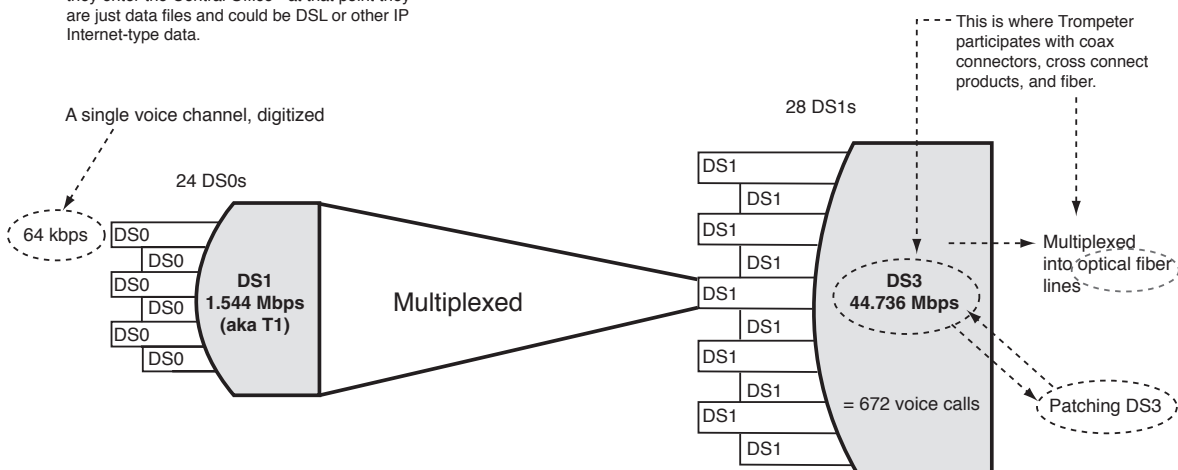 they enter the Central Office - at that point they
are just data files and could be DSL or other IP
Internet-type data.
This is where Trompeter
participates with coax
connectors, cross connect
products, and fiber.
A single voice channel, digitized
28 DS1s
24 DS0s
64 kbps
DS0
DS0
DS0
DS0
DS0
DS0
DS1
1.544 Mbps
(aka T1)
Multiplexed
DS1
DS1
DS1
DS1
DS1
DS1
DS1
DS1
DS1
DS1
DS3
44.736 Mbps
= 672 voice calls
Multiplexed
into optical fiber
lines
Patching DS3